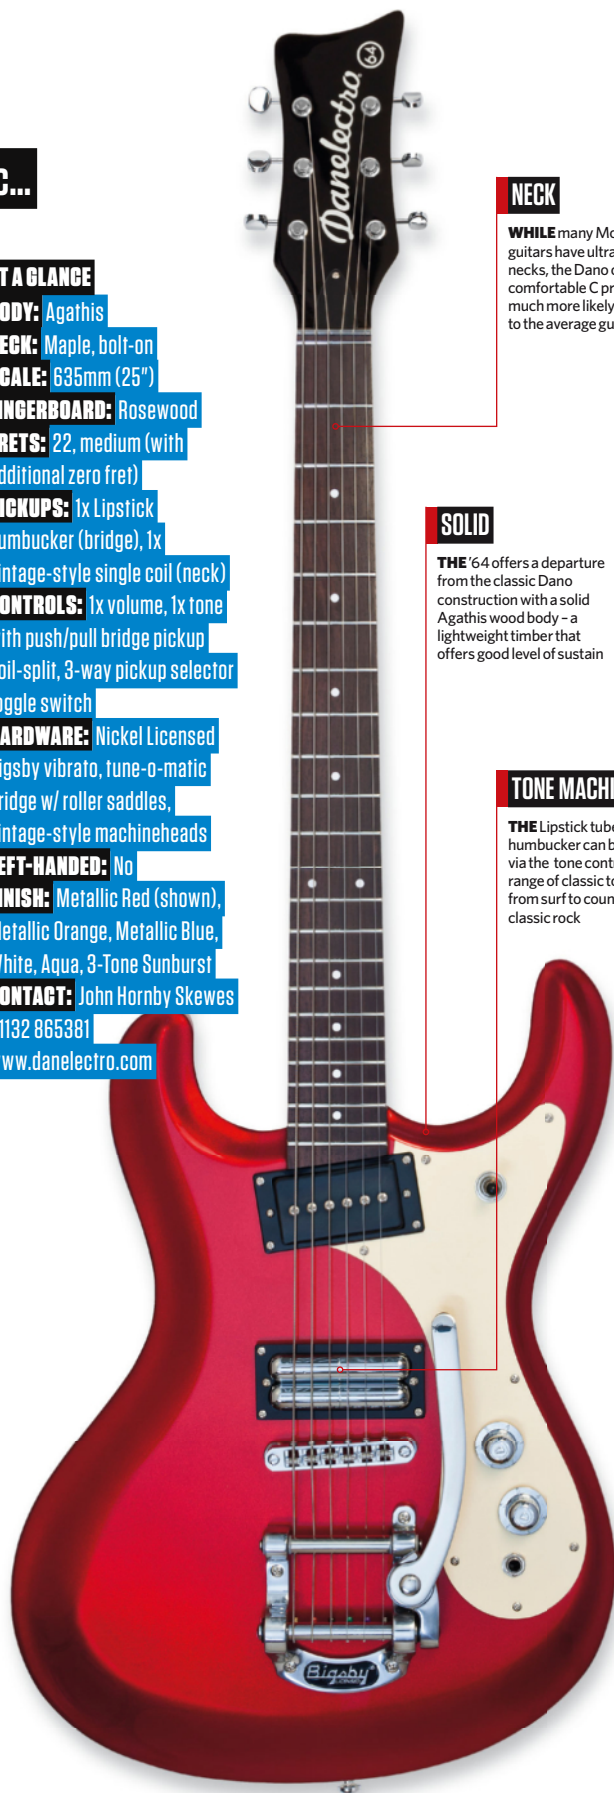 C...
T A GLANCE
ODY: Agathis
ECK: Maple, bolt-on
CALE: 635mm (25")
INGERBOARD: Rosewood
RETS: 22, medium (with
dditional zero fret)
ICKUPS: 1x Lipstick
umbucker (bridge), 1x
intage-style single coil (neck)
ONTROLS: 1x volume, 1x tone
ith push/pull bridge pickup
oil-split, 3-way pickup selector
oggle switch
ARDWARE: Nickel Licensed
igsby vibrato, tune-o-matic
ridge w/ roller saddles,
intage-style machineheads
EFT-HANDED: No
INISH: Metallic Red (shown),
etallic Orange, Metallic Blue,
hite, Aqua, 3-Tone Sunburst
ONTACT: John Hornby Skewes
1132 865381
ww.danelectro.com
Danelectro 64
NECK
WHILE many Mo
guitars have ultra
necks, the Dano o
comfortable C pr
much more likely
to the average gu
SOLID
THE '64 offers a departure
from the classic Dano
construction with a solid
Agathis wood body – a
lightweight timber that
offers good level of sustain
TONE MACHI
THE Lipstick tube
humbucker can b
via the tone contr
range of classic to
from surf to coun
classic rock
Bigsby
LICENSED